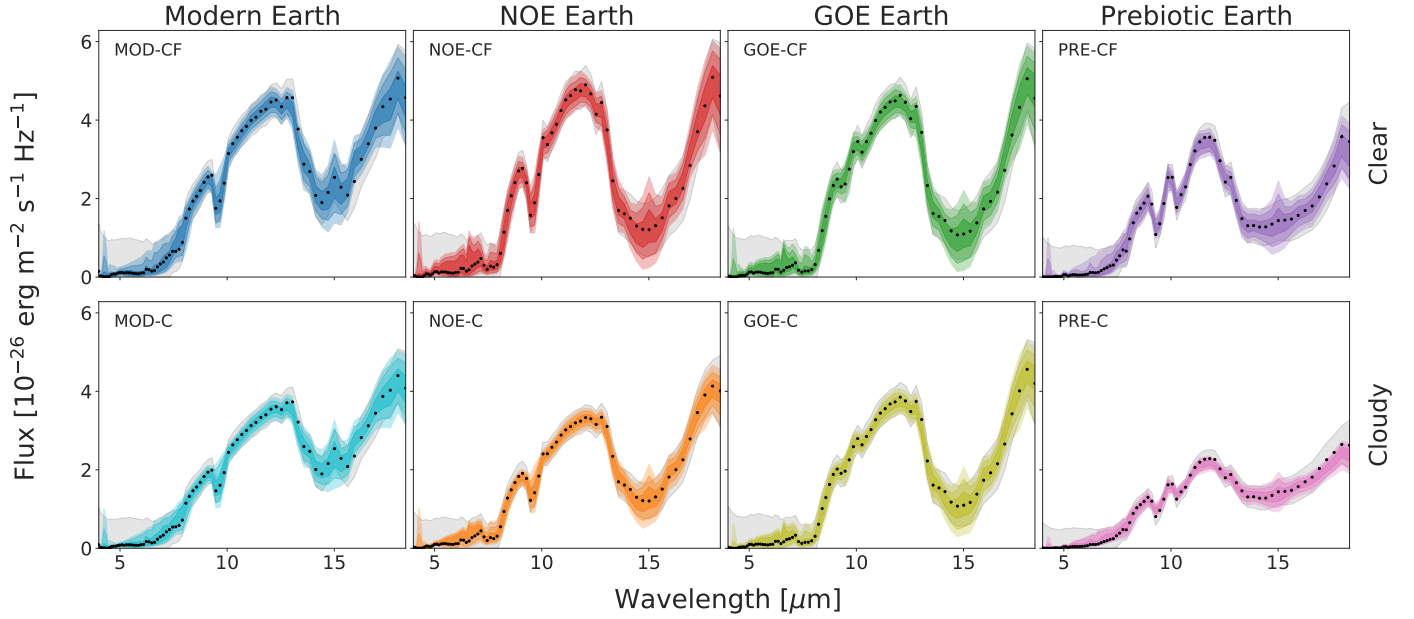 Modern Earth NOE Earth GOE Earth Prebiotic Earth
MOD-CF NOE-CF GOE-CF PRE-CF
6
4
2
0
Clear
MOD-C NOE-C GOE-C PRE-C
6
4
2
0
Cloudy
5 10 15 5 10 15 5 10 15 5 10 15
Flux [10⁻²⁶ erg m⁻² s⁻¹ Hz⁻¹]
Wavelength [μm]